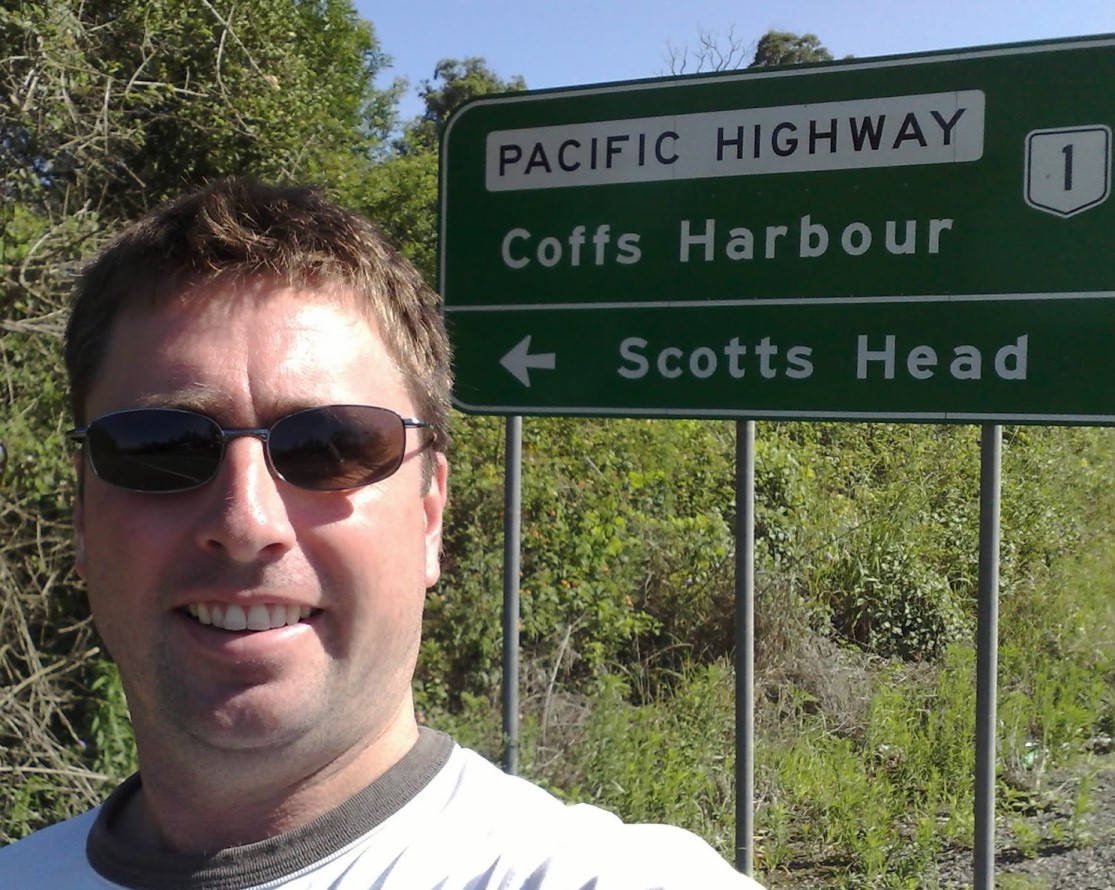 PACIFIC HIGHWAY
1
Coffs Harbour
Scotts Head